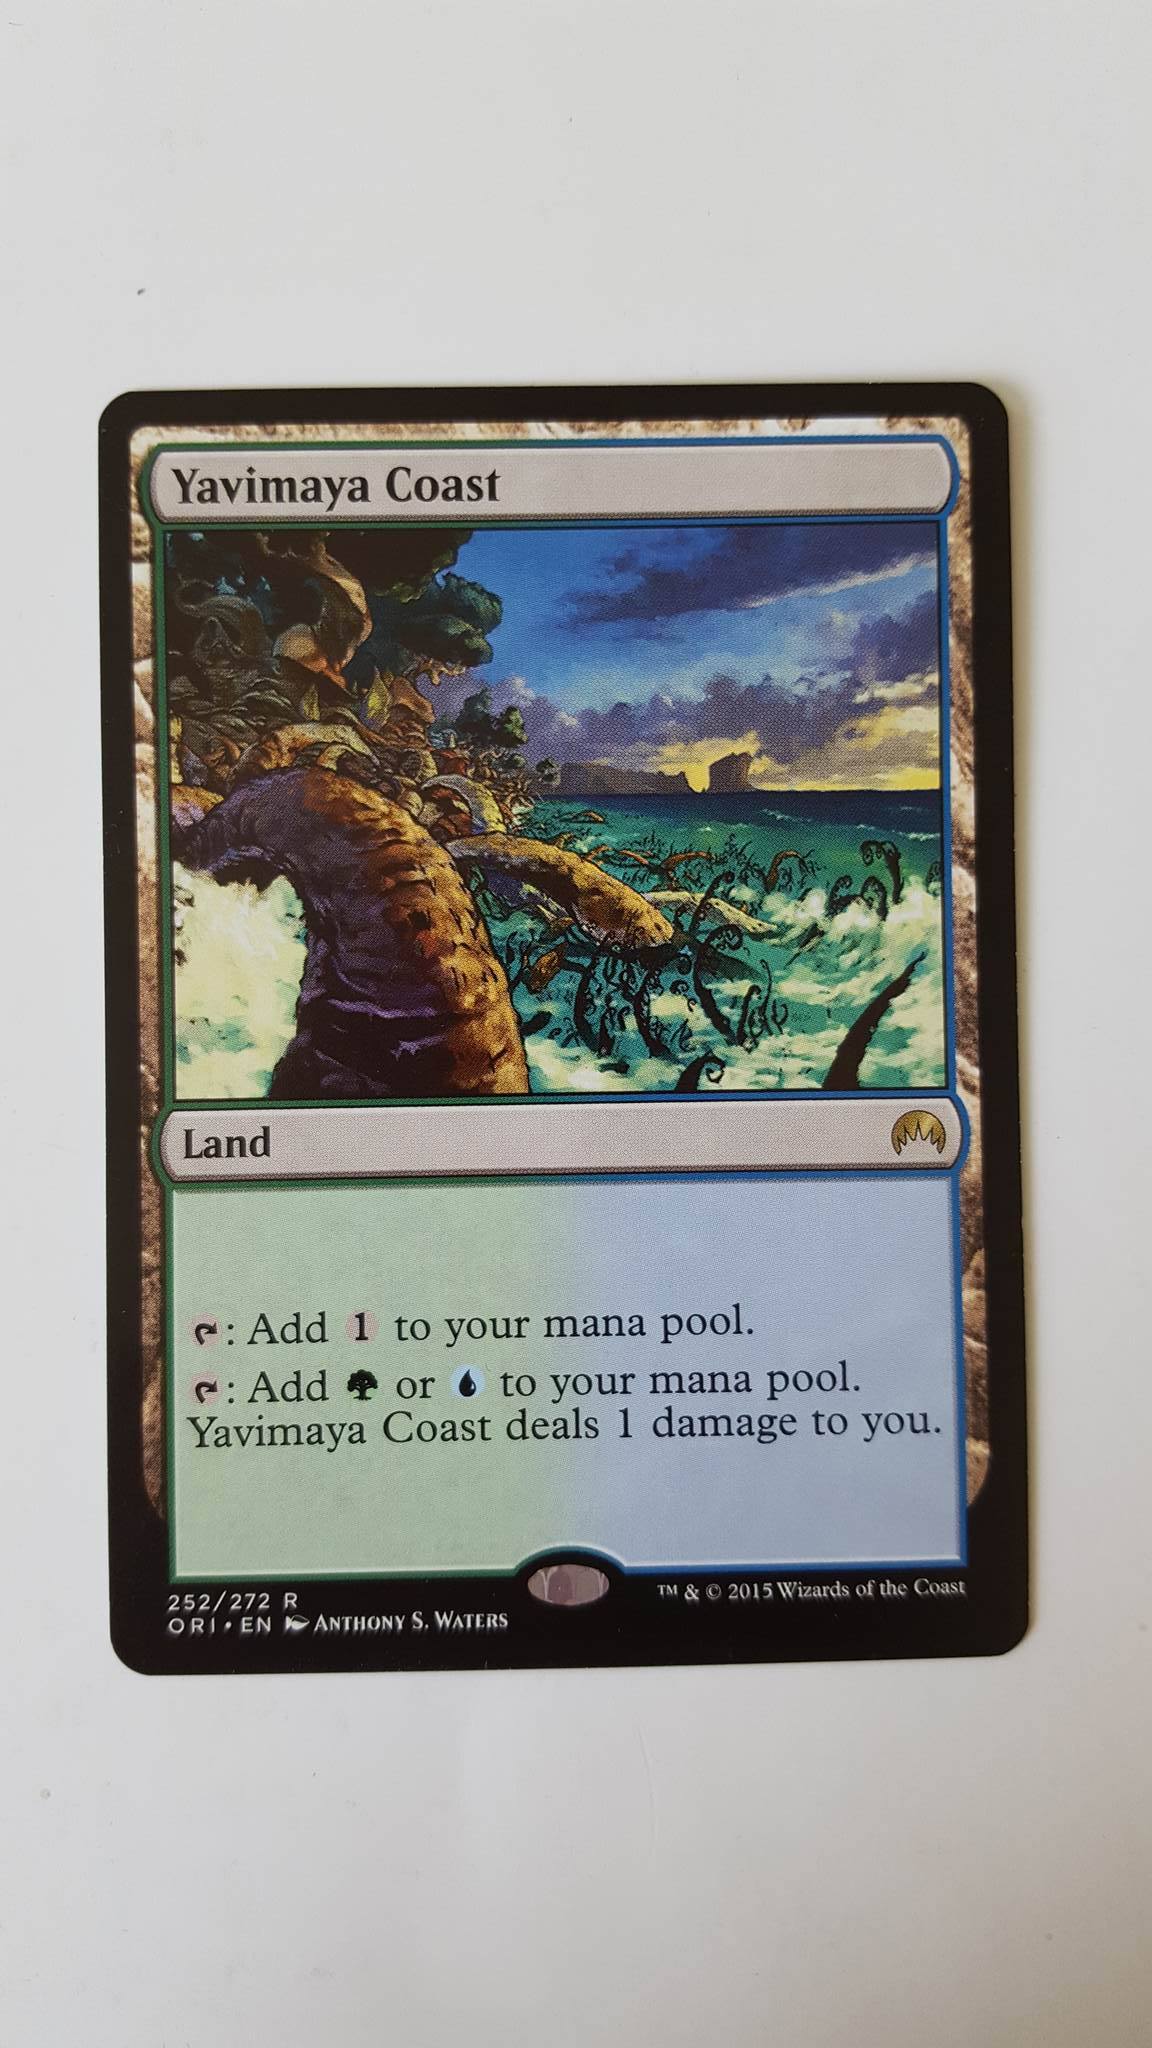 Yavimaya Coast
Land
: Add 1 to your mana pool.
: Add or to your mana pool.
Yavimaya Coast deals 1 damage to you.
252/272 R
ORI • EN ANTHONY S. WATERS
™ & © 2015 Wizards of the Coast